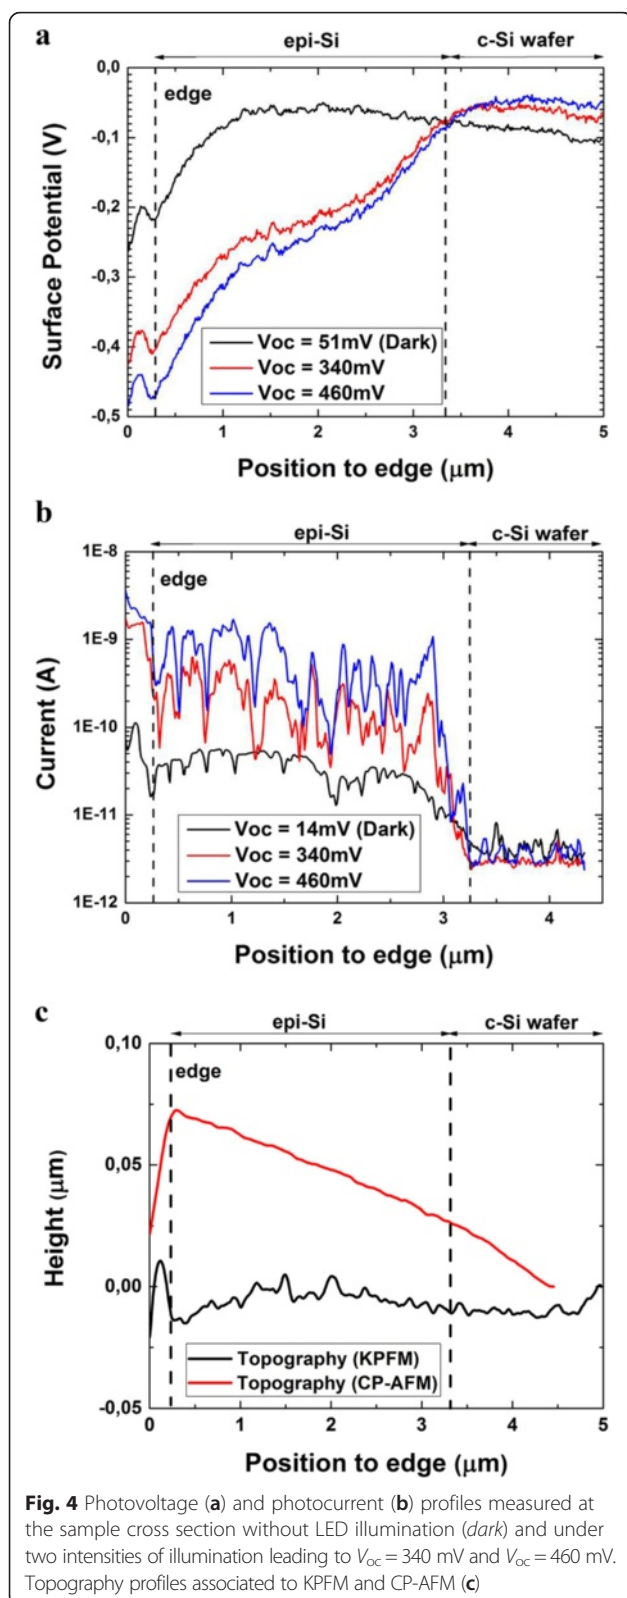 a
epi-Si
c-Si wafer
0,0
-0,1
-0,2
-0,3
-0,4
-0,5
edge
Surface Potential (V)
Voc = 51mV (Dark)
Voc = 340mV
Voc = 460mV
0 1 2 3 4 5
Position to edge (μm)
b
epi-Si
c-Si wafer
1E-8
1E-9
1E-10
1E-11
1E-12
edge
Current (A)
Voc = 14mV (Dark)
Voc = 340mV
Voc = 460mV
0 1 2 3 4
Position to edge (μm)
c
epi-Si
c-Si wafer
0,10
0,05
0,00
-0,05
edge
Height (μm)
Topography (KPFM)
Topography (CP-AFM)
0 1 2 3 4 5
Position to edge (μm)
Fig. 4 Photovoltage (a) and photocurrent (b) profiles measured at
the sample cross section without LED illumination (dark) and under
two intensities of illumination leading to Voc = 340 mV and Voc = 460 mV.
Topography profiles associated to KPFM and CP-AFM (c)